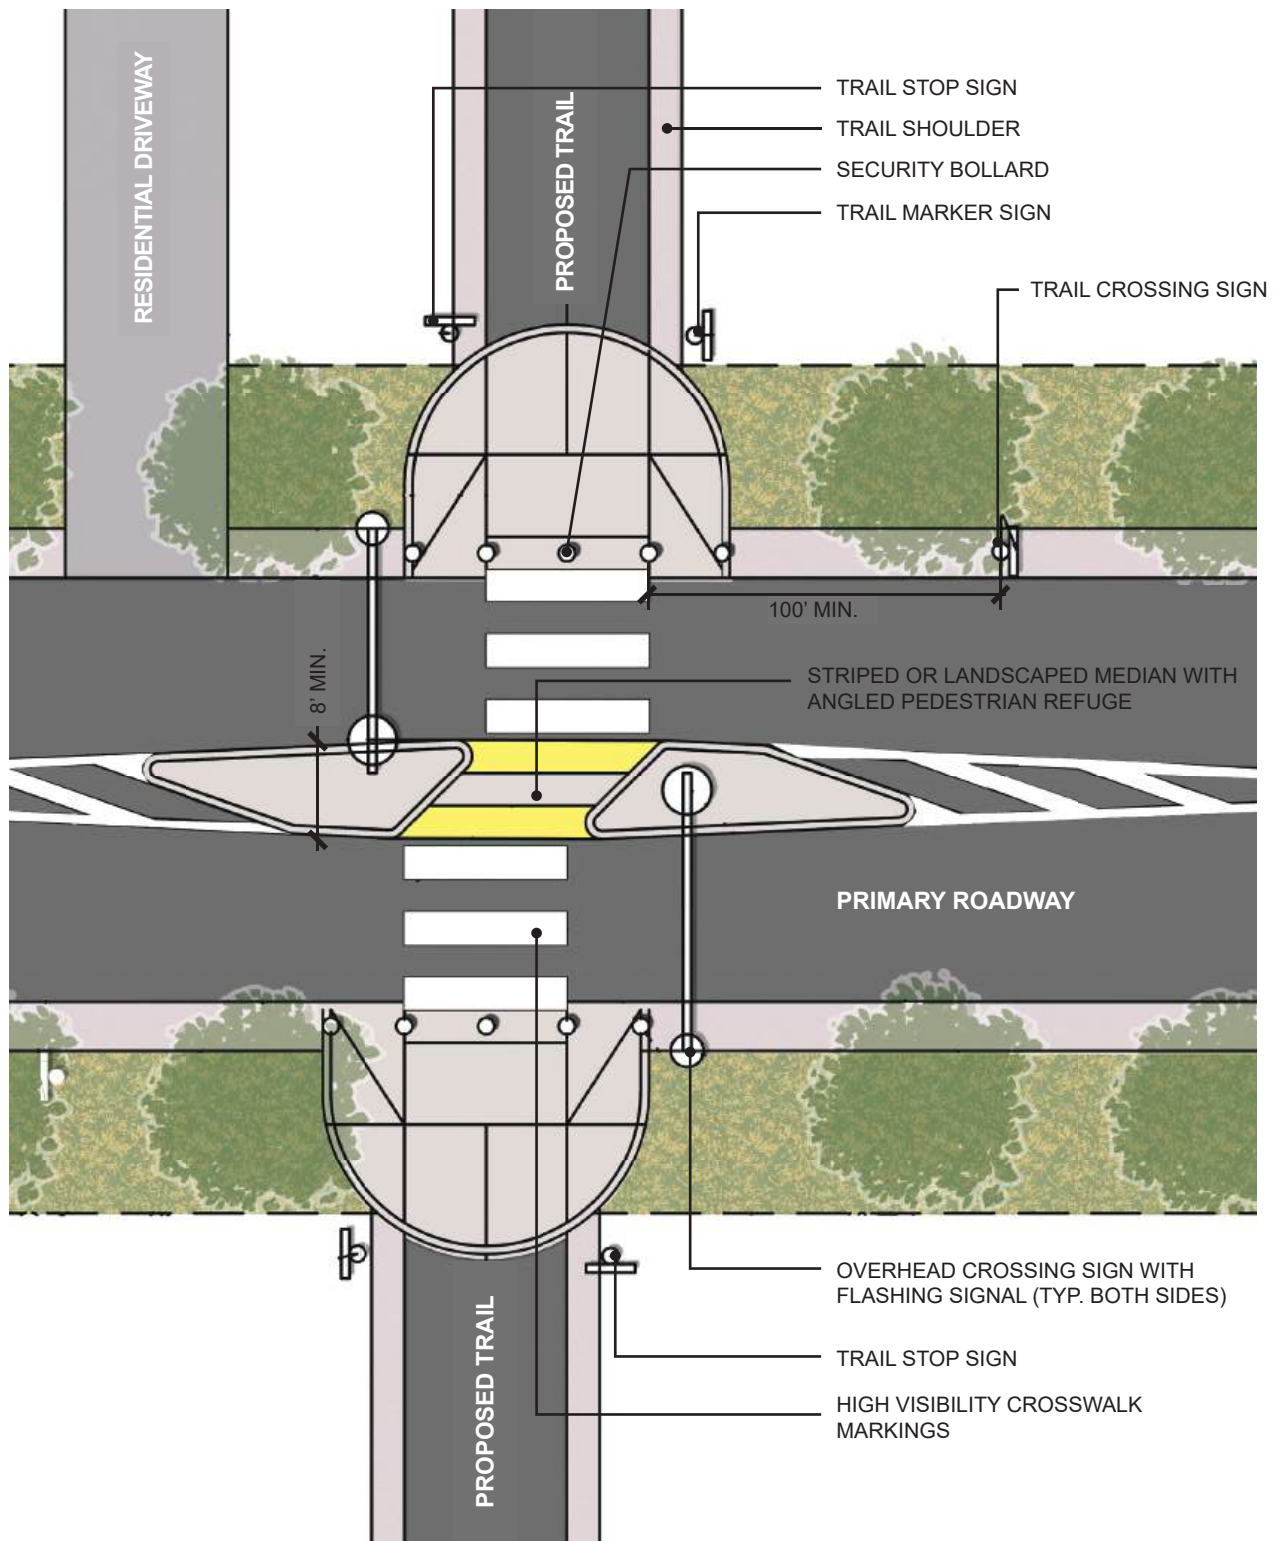 RESIDENTIAL DRIVEWAY
PROPOSED TRAIL
TRAIL STOP SIGN
TRAIL SHOULDER
SECURITY BOLLARD
TRAIL MARKER SIGN
TRAIL CROSSING SIGN
100' MIN.
8' MIN.
STRIPED OR LANDSCAPED MEDIAN WITH
ANGLED PEDESTRIAN REFUGE
PRIMARY ROADWAY
OVERHEAD CROSSING SIGN WITH
FLASHING SIGNAL (TYP. BOTH SIDES)
TRAIL STOP SIGN
HIGH VISIBILITY CROSSWALK
MARKINGS
PROPOSED TRAIL